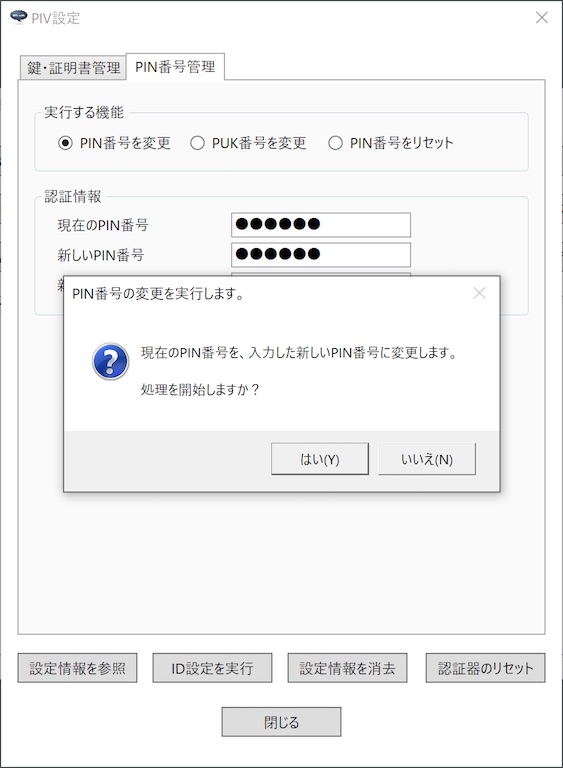 PIV設定
鍵・証明書管理 PIN番号管理
実行する機能
PIN番号を変更 PUK番号を変更 PIN番号をリセット
認証情報
現在のPIN番号 ●●●●●●
新しいPIN番号 ●●●●●●
PIN番号の変更を実行します。
現在のPIN番号を、入力した新しいPIN番号に変更します。
処理を開始しますか？
はい(Y) いいえ(N)
設定情報を参照 ID設定を実行 設定情報を消去 認証器のリセット
閉じる